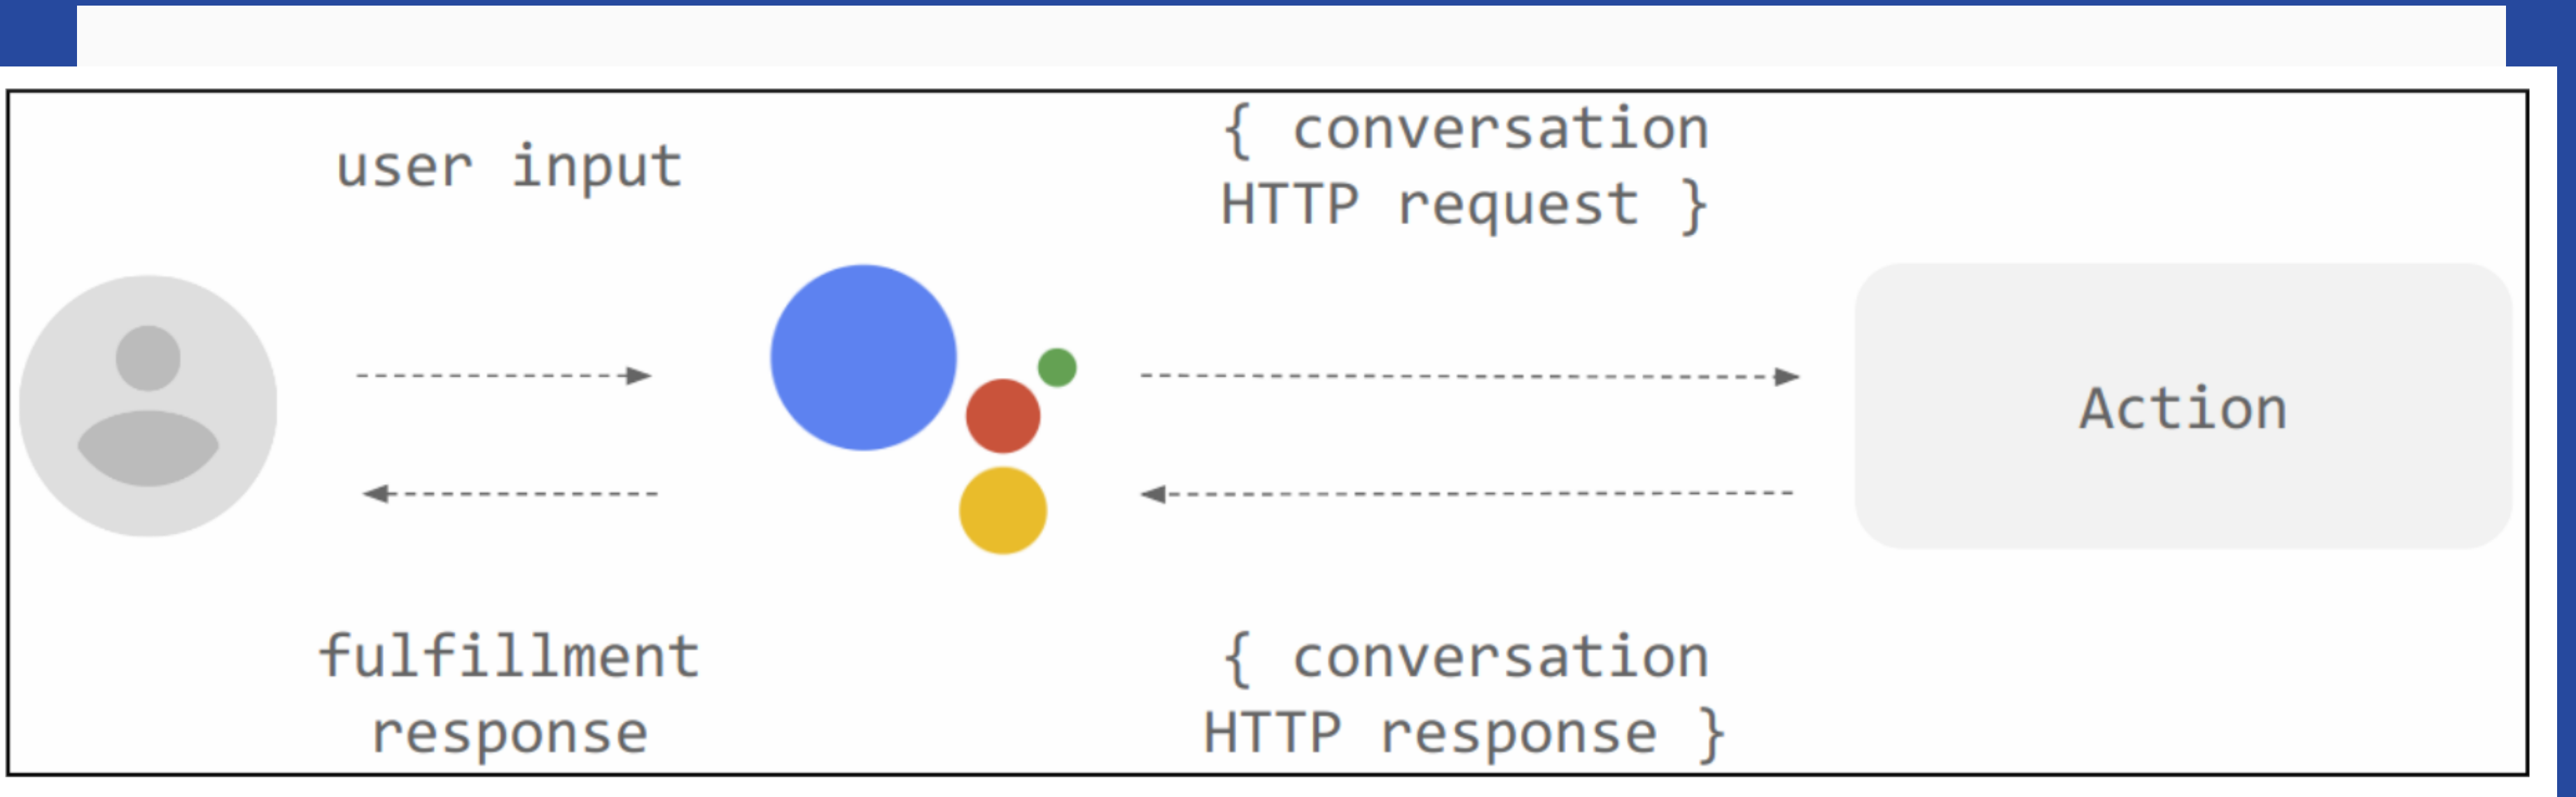 user input
{ conversation
HTTP request }
Action
fulfillment
response
{ conversation
HTTP response }